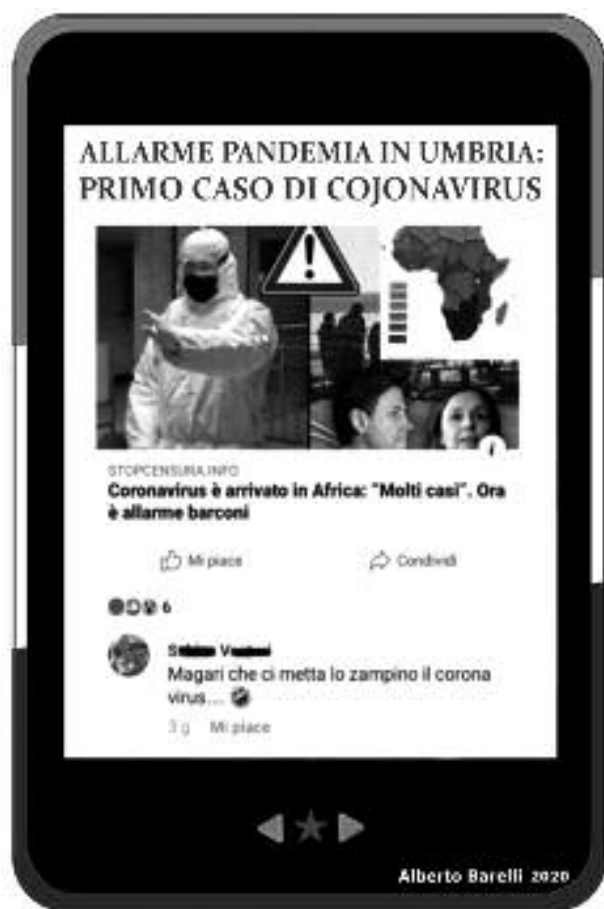 ALLARME PANDEMIA IN UMBRIA:
PRIMO CASO DI COJONAVIRUS
!
i
STOPCENSURA.INFO
Coronavirus è arrivato in Africa: "Molti casi". Ora
è allarme barconi
Mi piace
Condividi
6
Magari che ci metta lo zampino il corona
virus....
3 g Mi piace
Alberto Barelli 2020